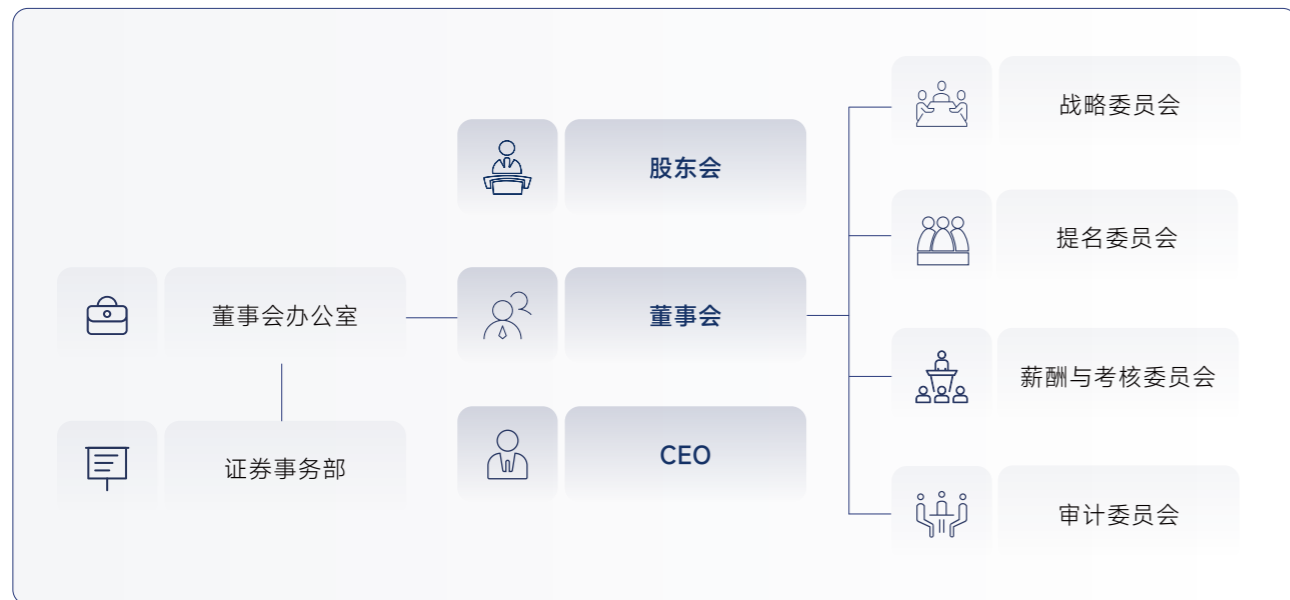 股东会
董事会办公室
董事会
证券事务部
CEO
战略委员会
提名委员会
薪酬与考核委员会
审计委员会